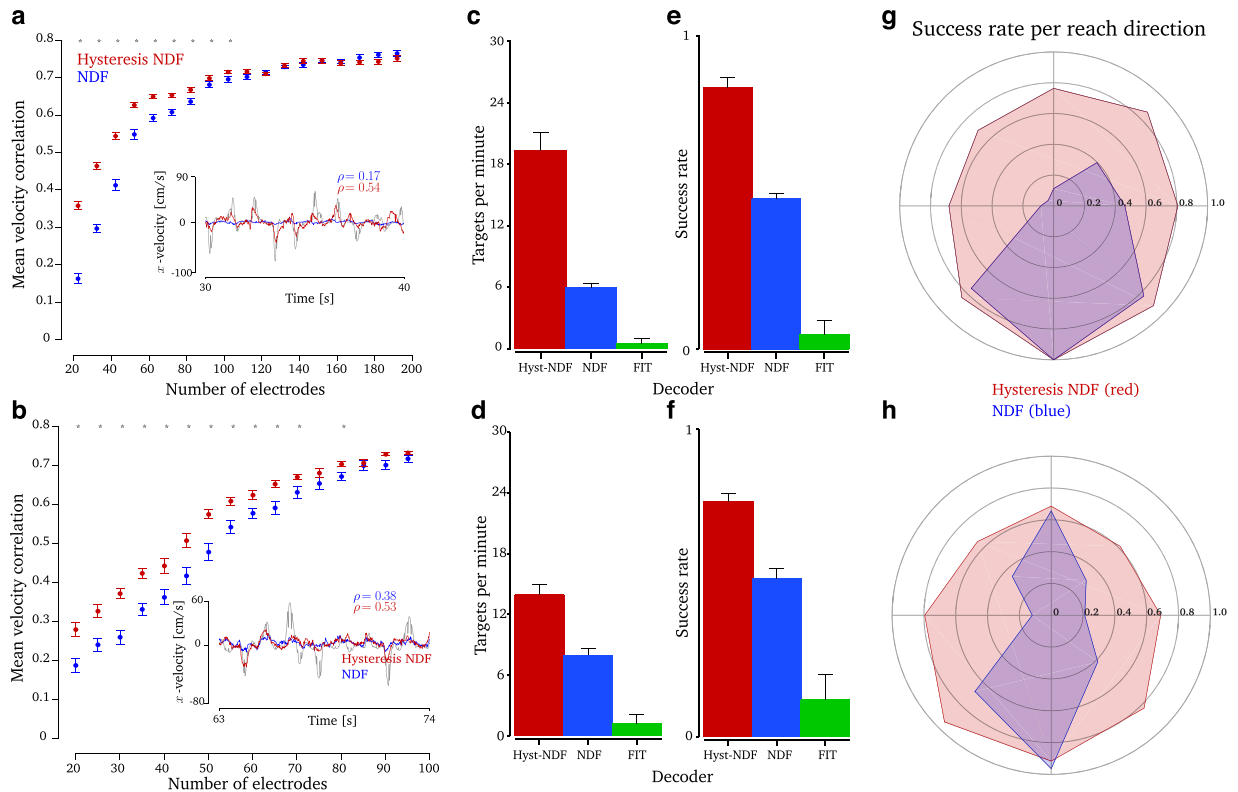 a
0.8
0.7
0.6
0.5
0.4
0.3
0.2
0.1
0
Mean velocity correlation
* * * * * * * *
Hysteresis NDF
NDF
ρ = 0.17
ρ = 0.54
90
0
-100
x -velocity [cm/s]
30 40
Time [s]
20 40 60 80 100 120 140 160 180 200
Number of electrodes
c
30
24
18
12
6
0
Targets per minute
Hyst-NDF NDF FIT
e
1
0
Success rate
Hyst-NDF NDF FIT
Decoder
g
Success rate per reach direction
0 0.2 0.4 0.6 0.8 1.0
Hysteresis NDF (red)
NDF (blue)
b
0.8
0.7
0.6
0.5
0.4
0.3
0.2
0.1
0
Mean velocity correlation
* * * * * * * * * * * *
ρ = 0.38
ρ = 0.53
60
0
-80
x -velocity [cm/s]
Hysteresis NDF
NDF
63 74
Time [s]
20 30 40 50 60 70 80 90 100
Number of electrodes
d
30
24
18
12
6
0
Targets per minute
Hyst-NDF NDF FIT
f
1
0
Success rate
Hyst-NDF NDF FIT
Decoder
h
0 0.2 0.4 0.6 0.8 1.0